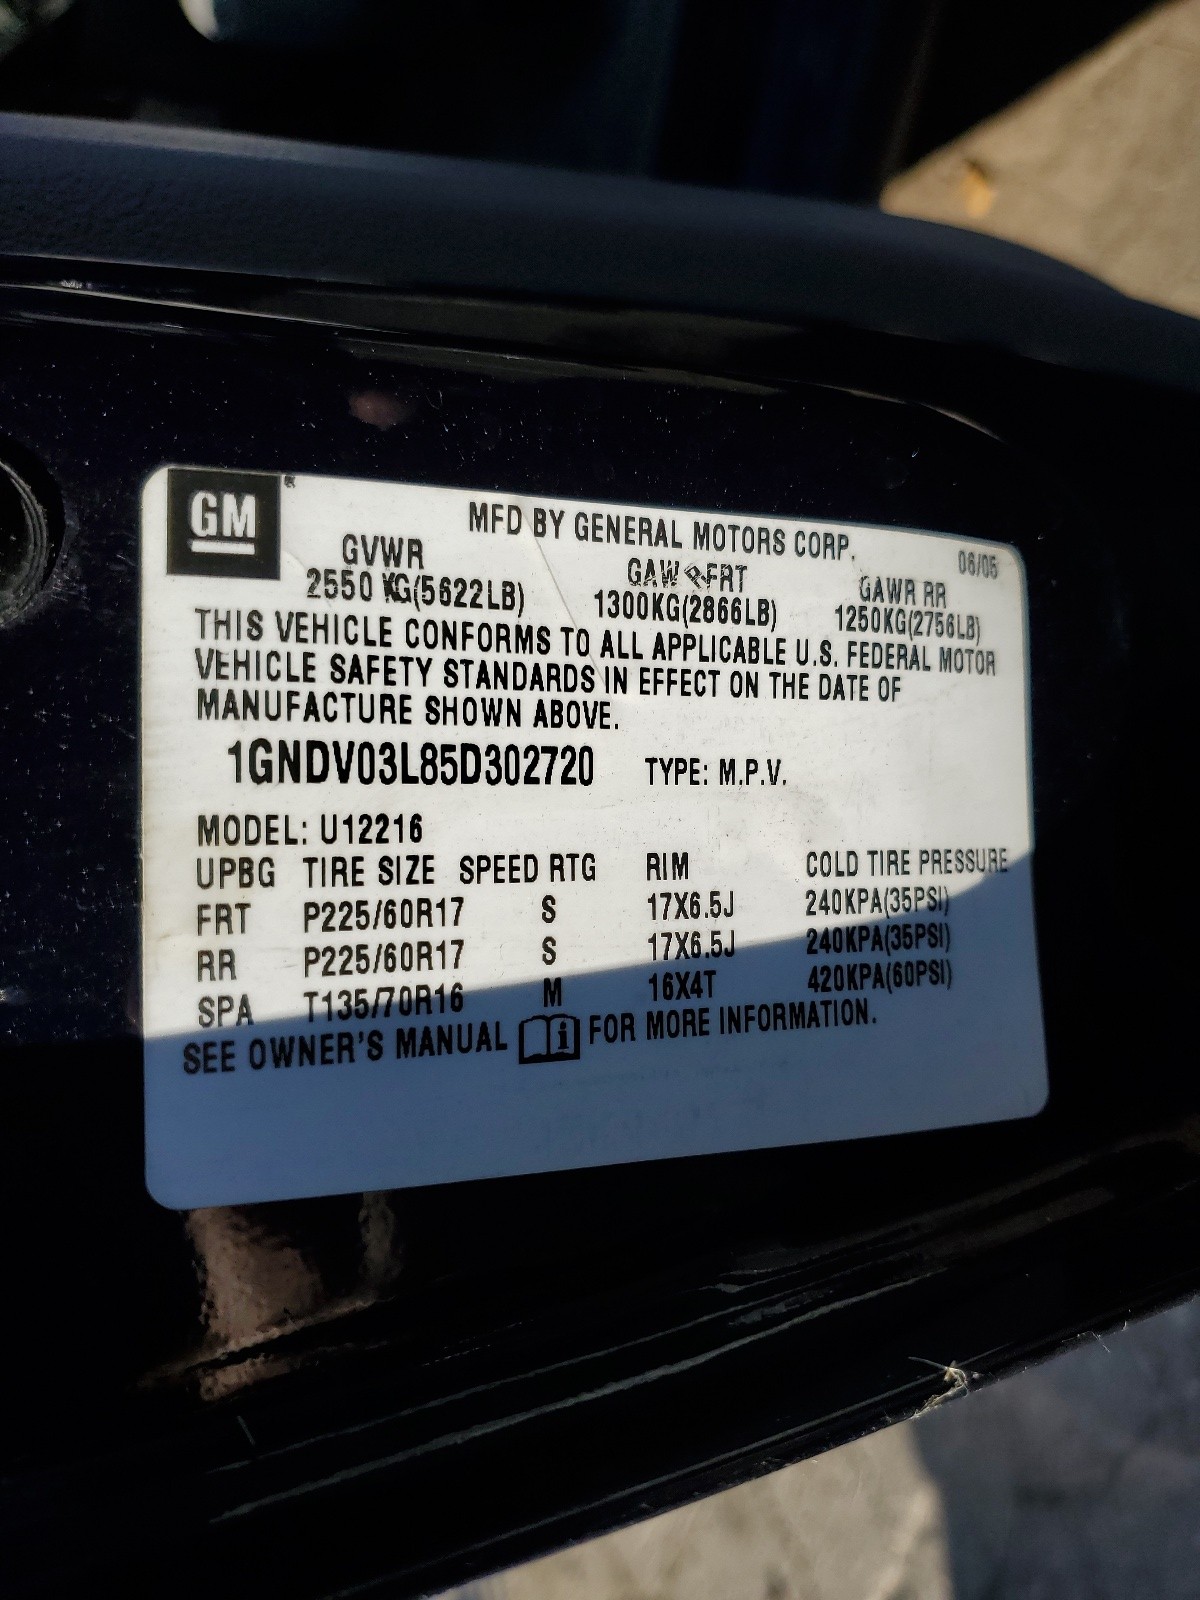 GM
MFD BY GENERAL MOTORS CORP.
06/05
GVWR GAWR FRT GAWR RR
2550 KG(5622LB) 1300KG(2866LB) 1250KG(2756LB)
THIS VEHICLE CONFORMS TO ALL APPLICABLE U.S. FEDERAL MOTOR
VEHICLE SAFETY STANDARDS IN EFFECT ON THE DATE OF
MANUFACTURE SHOWN ABOVE.
1GNDV03L85D302720 TYPE: M.P.V.
MODEL: U12216
UPBG TIRE SIZE SPEED RTG RIM COLD TIRE PRESSURE
FRT P225/60R17 S 17X6.5J 240KPA(35PSI)
RR P225/60R17 S 17X6.5J 240KPA(35PSI)
SPA T135/70R16 M 16X4T 420KPA(60PSI)
SEE OWNER'S MANUAL i FOR MORE INFORMATION.